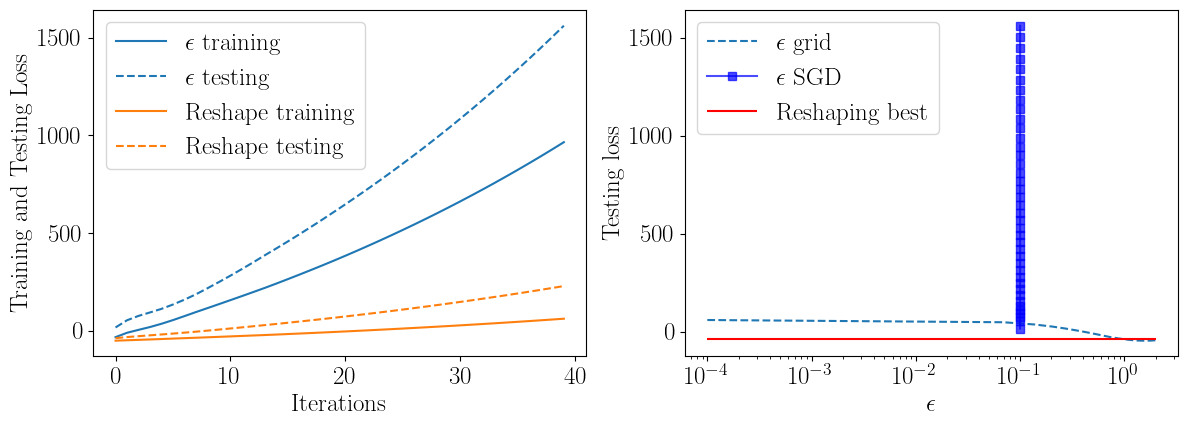 Training and Testing Loss
1500
1000
500
0
ϵ training
ϵ testing
Reshape training
Reshape testing
0 10 20 30 40
Iterations
Testing loss
1500
1000
500
0
ϵ grid
ϵ SGD
Reshaping best
10⁻⁴ 10⁻³ 10⁻² 10⁻¹ 10⁰
ϵ